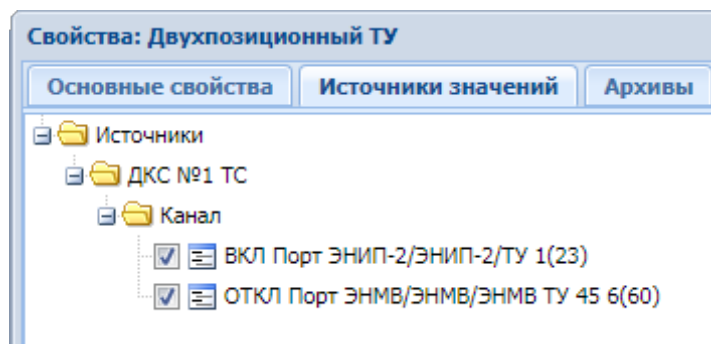 Свойства: Двухпозиционный ТУ
Основные свойства Источники значений Архивы
Источники
ДКС №1 ТС
Канал
ВКЛ Порт ЭНИП-2/ЭНИП-2/ТУ 1(23)
ОТКЛ Порт ЭНМВ/ЭНМВ/ЭНМВ ТУ 45 6(60)